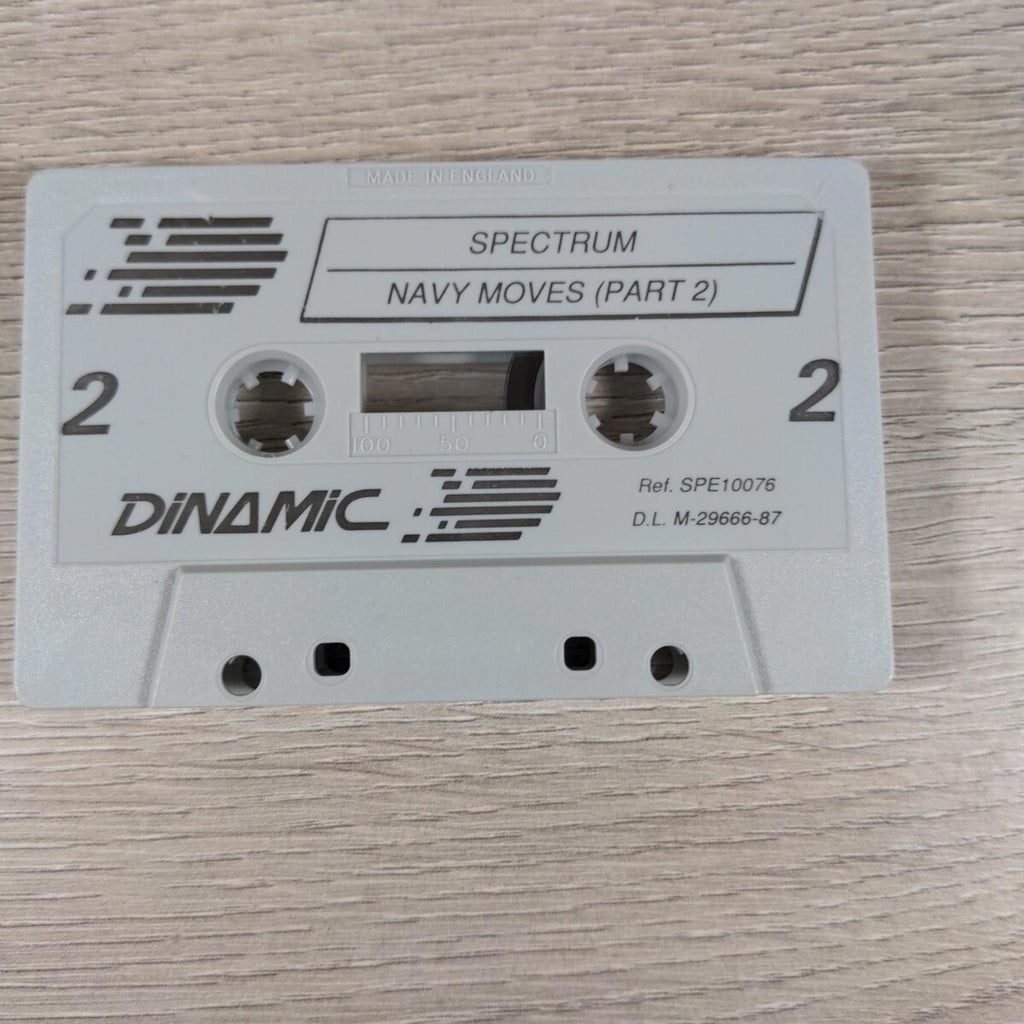 MADE IN ENGLAND
SPECTRUM
NAVY MOVES (PART 2)
2
2
100 50 0
DiNAMiC
Ref. SPE10076
D.L. M-29666-87